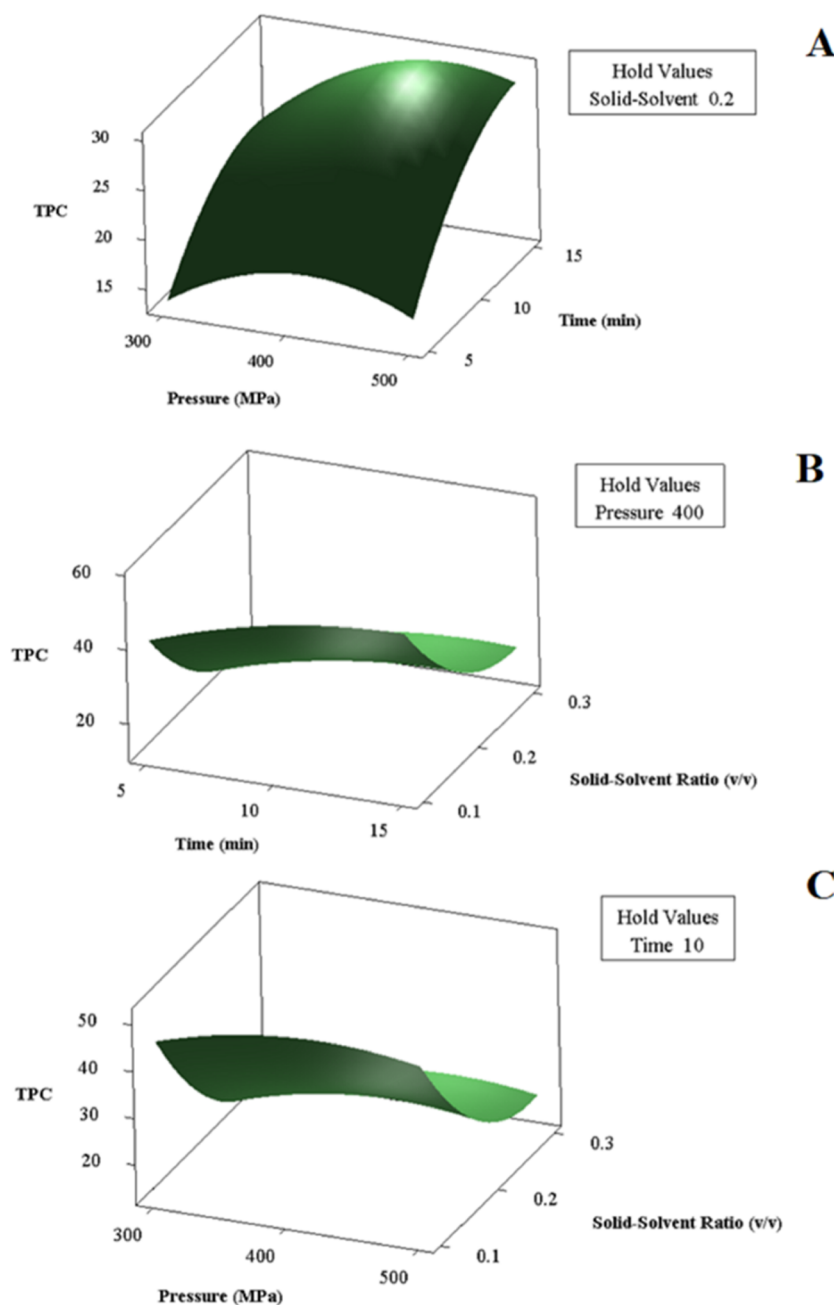 A
Hold Values
Solid-Solvent 0.2
30
25
TPC
20
15
15
10
Time (min)
300
5
400
500
Pressure (MPa)
B
Hold Values
Pressure 400
60
40
TPC
20
0.3
0.2
Solid-Solvent Ratio (v/v)
5
0.1
10
15
Time (min)
C
Hold Values
Time 10
50
40
TPC
30
20
0.3
0.2
Solid-Solvent Ratio (v/v)
300
0.1
400
500
Pressure (MPa)